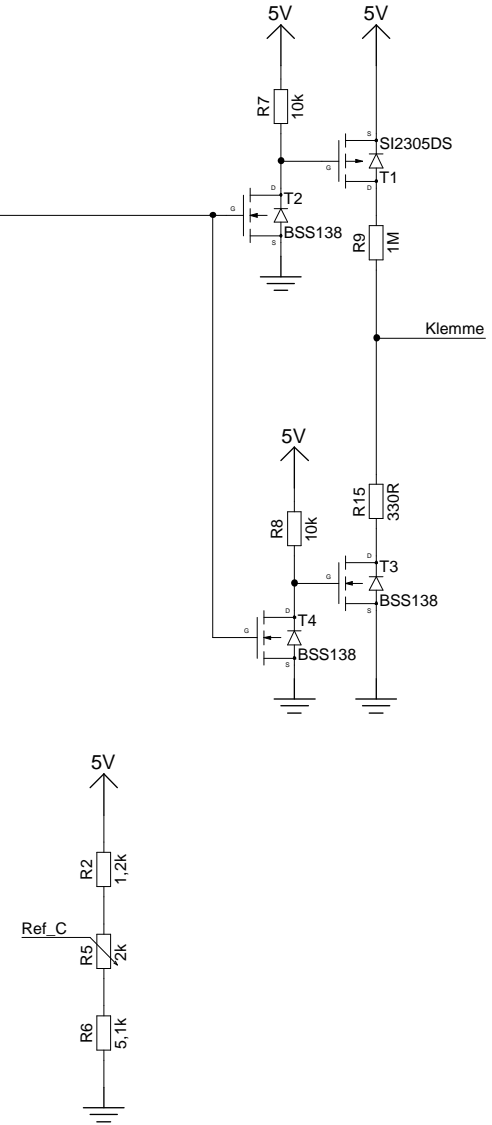 5V
5V
R7
10k
S
SI2305DS
G
T1
D
D
T2
G
BSS138
S
R9
1M
Klemme
5V
R15
330R
R8
10k
D
T3
G
BSS138
S
D
T4
G
BSS138
S
5V
R2
1,2k
Ref_C
R5
2k
R6
5,1k